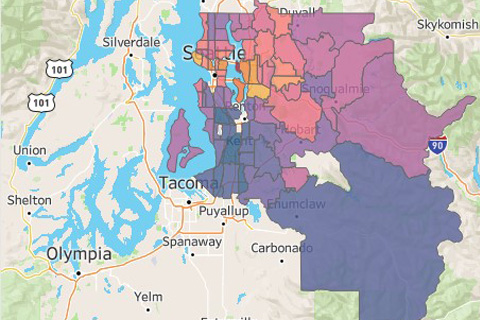 Duvall
Skykomish
Silverdale
Seattle
101
Snoqualmie
101
Renton
Hobart
Kent
90
Union
Tacoma
Shelton
Puyallup
Enumclaw
Spanaway
Carbonado
Olympia
Yelm